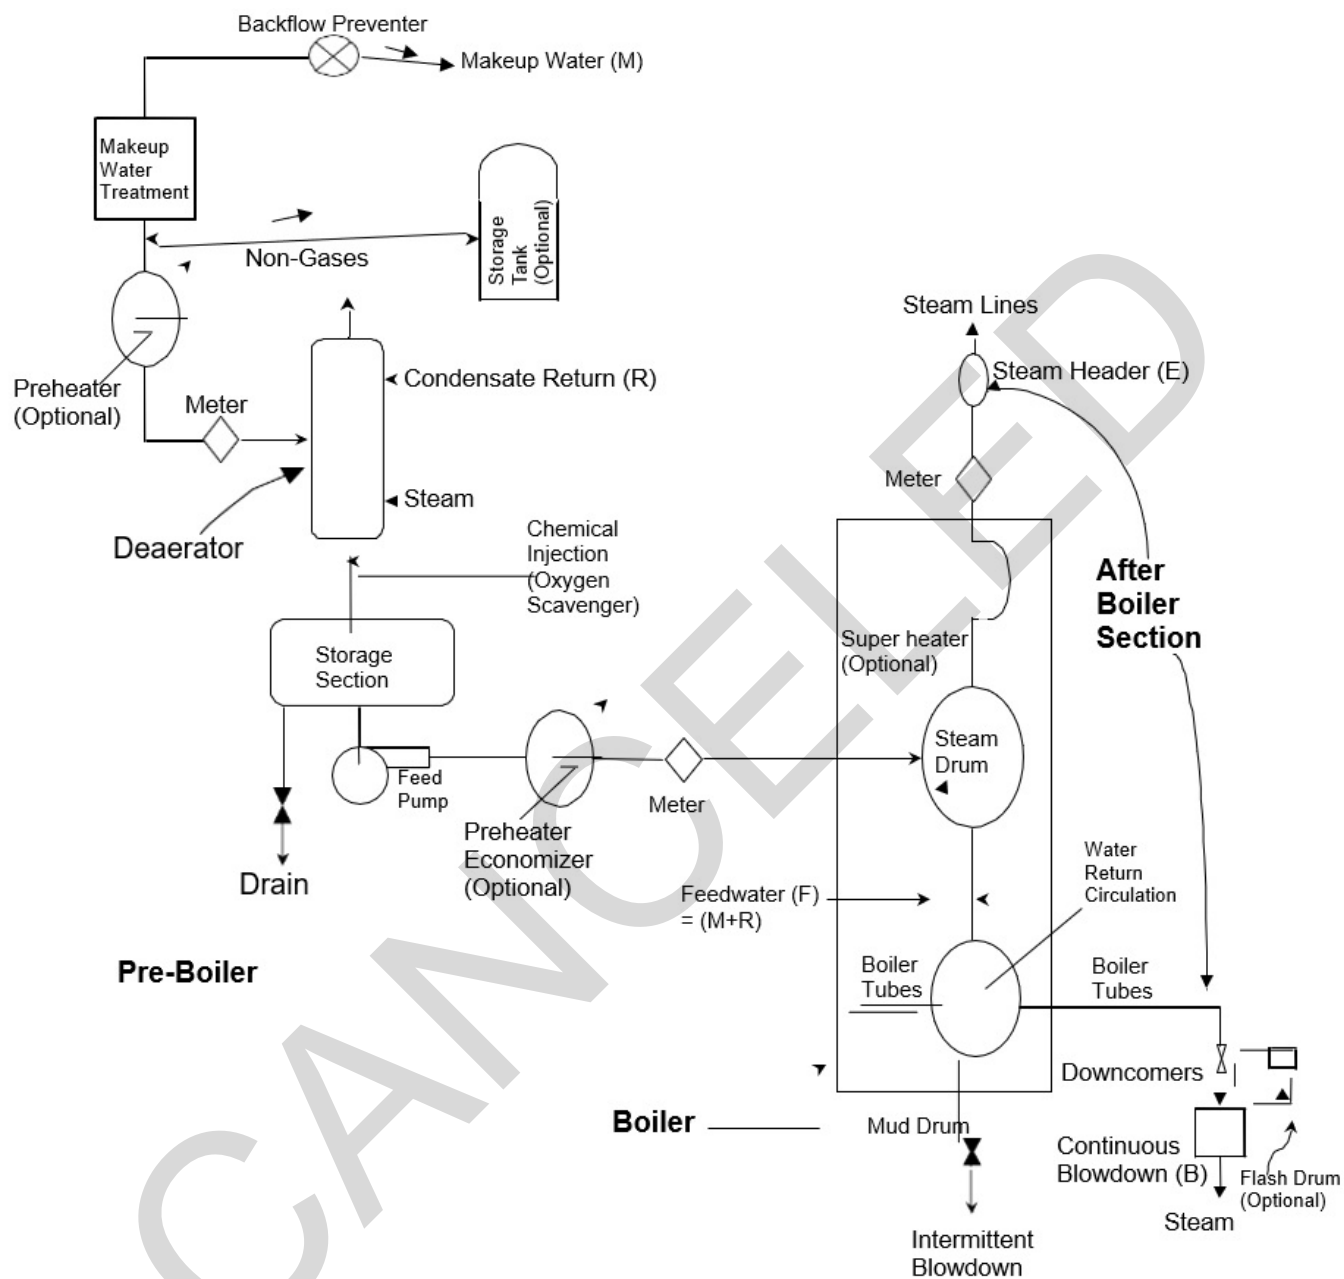 Backflow Preventer
Makeup Water (M)
Makeup
Water
Treatment
Storage
Tank
(Optional)
Non-Gases
Steam Lines
Steam Header (E)
Condensate Return (R)
Preheater
(Optional)
Meter
Meter
Steam
Deaerator
Chemical
Injection
(Oxygen
Scavenger)
After
Boiler
Section
Super heater
(Optional)
Storage
Section
Steam
Drum
Feed
Pump
Meter
Preheater
Economizer
(Optional)
Drain
Water
Return
Circulation
Feedwater (F)
= (M+R)
Pre-Boiler
Boiler
Tubes
Boiler
Tubes
Downcomers
Boiler
Mud Drum
Continuous
Blowdown (B)
Flash Drum
(Optional)
Steam
Intermittent
Blowdown
CANCELED